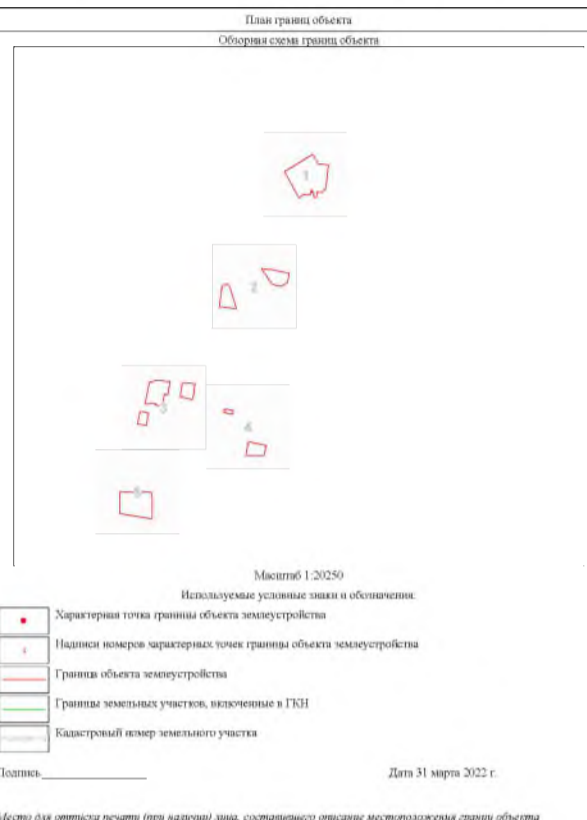 План границ объекта
Обзорная схема границ объекта
1
2
3
4
5
Масштаб 1:20250
Используемые условные знаки и обозначения:
Характерная точка границы объекта землеустройства
1
Надписи номеров характерных точек границы объекта землеустройства
Граница объекта землеустройства
Границы земельных участков, включенные в ГКН
Кадастровый номер земельного участка
Подпись Дата 31 марта 2022 г.
Место для оттиска печати (при наличии) лица, составившего описание местоположения границ объекта